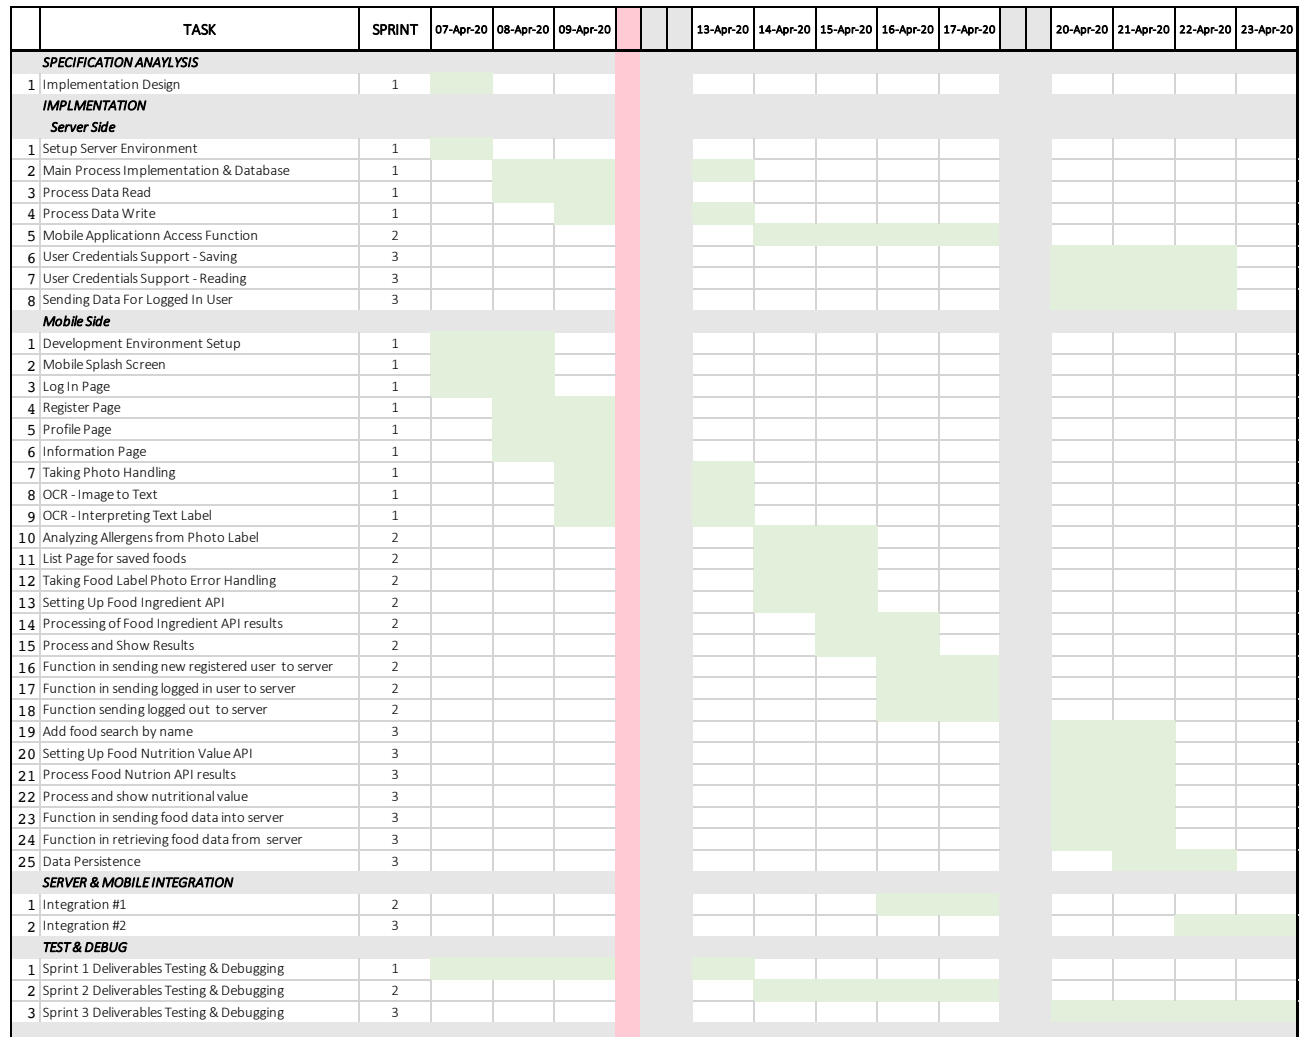 TASK SPRINT 07-Apr-20 08-Apr-20 09-Apr-20 13-Apr-20 14-Apr-20 15-Apr-20 16-Apr-20 17-Apr-20 20-Apr-20 21-Apr-20 22-Apr-20 23-Apr-20
SPECIFICATION ANAYLYSIS
1 Implementation Design 1
IMPLMENTATION
Server Side
1 Setup Server Environment 1
2 Main Process Implementation & Database 1
3 Process Data Read 1
4 Process Data Write 1
5 Mobile Applicationn Access Function 2
6 User Credentials Support - Saving 3
7 User Credentials Support - Reading 3
8 Sending Data For Logged In User 3
Mobile Side
1 Development Environment Setup 1
2 Mobile Splash Screen 1
3 Log In Page 1
4 Register Page 1
5 Profile Page 1
6 Information Page 1
7 Taking Photo Handling 1
8 OCR - Image to Text 1
9 OCR - Interpreting Text Label 1
10 Analyzing Allergens from Photo Label 2
11 List Page for saved foods 2
12 Taking Food Label Photo Error Handling 2
13 Setting Up Food Ingredient API 2
14 Processing of Food Ingredient API results 2
15 Process and Show Results 2
16 Function in sending new registered user to server 2
17 Function in sending logged in user to server 2
18 Function sending logged out to server 2
19 Add food search by name 3
20 Setting Up Food Nutrition Value API 3
21 Process Food Nutrion API results 3
22 Process and show nutritional value 3
23 Function in sending food data into server 3
24 Function in retrieving food data from server 3
25 Data Persistence 3
SERVER & MOBILE INTEGRATION
1 Integration #1 2
2 Integration #2 3
TEST & DEBUG
1 Sprint 1 Deliverables Testing & Debugging 1
2 Sprint 2 Deliverables Testing & Debugging 2
3 Sprint 3 Deliverables Testing & Debugging 3